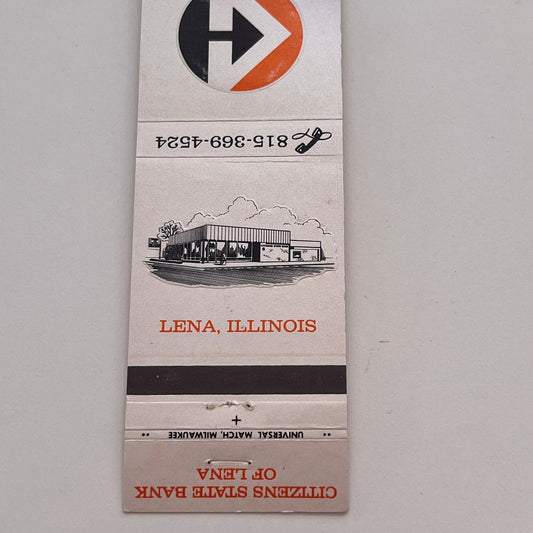 815-369-4524
LENA, ILLINOIS
UNIVERSAL MATCH, MILWAUKEE
CITIZENS STATE BANK
OF LENA